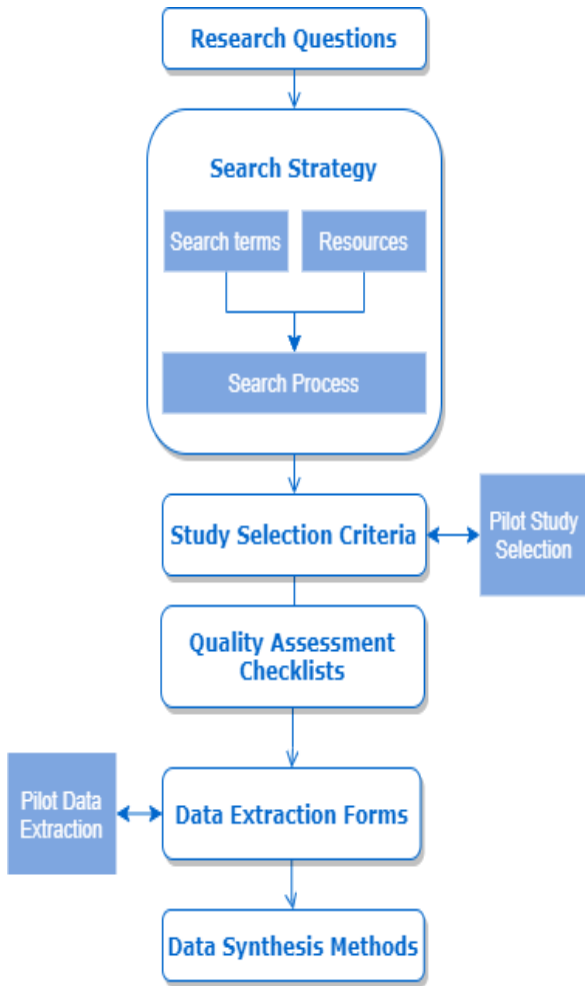 Research Questions
Search Strategy
Search terms
Resources
Search Process
Study Selection Criteria
Pilot Study
Selection
Quality Assessment
Checklists
Pilot Data
Extraction
Data Extraction Forms
Data Synthesis Methods